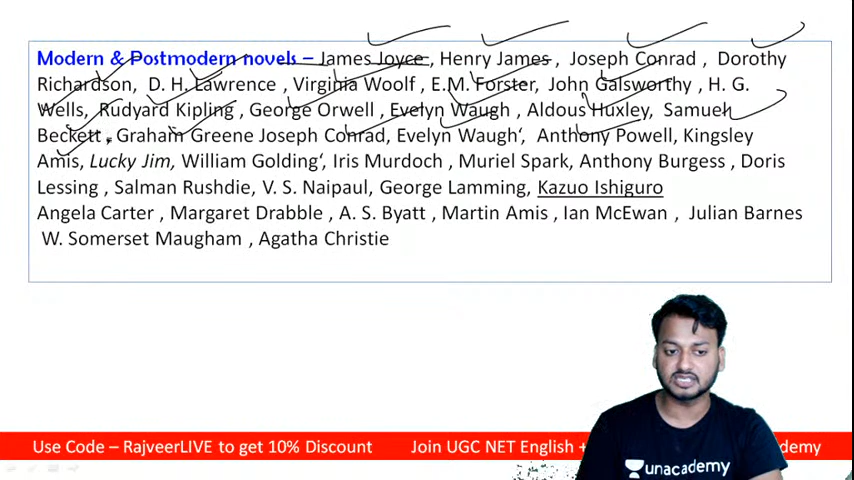 Modern & Postmodern novels – James Joyce, Henry James, Joseph Conrad , Dorothy
Richardson, D. H. Lawrence , Virginia Woolf , E.M. Forster, John Galsworthy , H. G.
Wells, Rudyard Kipling , George Orwell , Evelyn Waugh , Aldous Huxley, Samueh
Beckett , Graham Greene Joseph Conrad, Evelyn Waugh‘, Anthony Powell, Kingsley
Amis, Lucky Jim, William Golding‘, Iris Murdoch , Muriel Spark, Anthony Burgess , Doris
Lessing , Salman Rushdie, V. S. Naipaul, George Lamming, Kazuo Ishiguro
Angela Carter , Margaret Drabble , A. S. Byatt , Martin Amis , Ian McEwan , Julian Barnes
W. Somerset Maugham , Agatha Christie
Use Code – RajveerLIVE to get 10% Discount Join UGC NET English +
unacademy